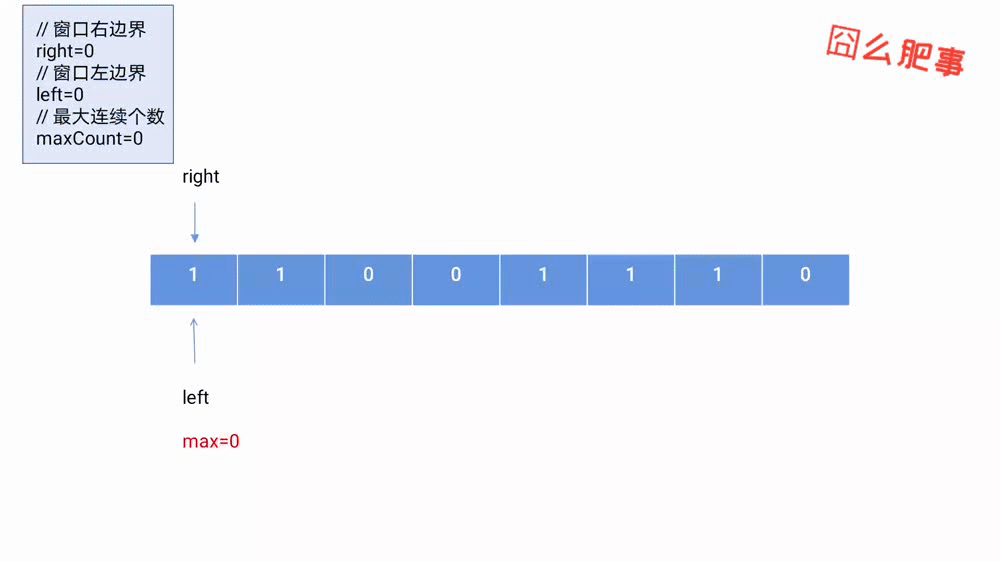 // 窗口右边界
right=0
// 窗口左边界
left=0
// 最大连续个数
maxCount=0
囧么肥事
right
1 1 0 0 1 1 1 0
left
max=0